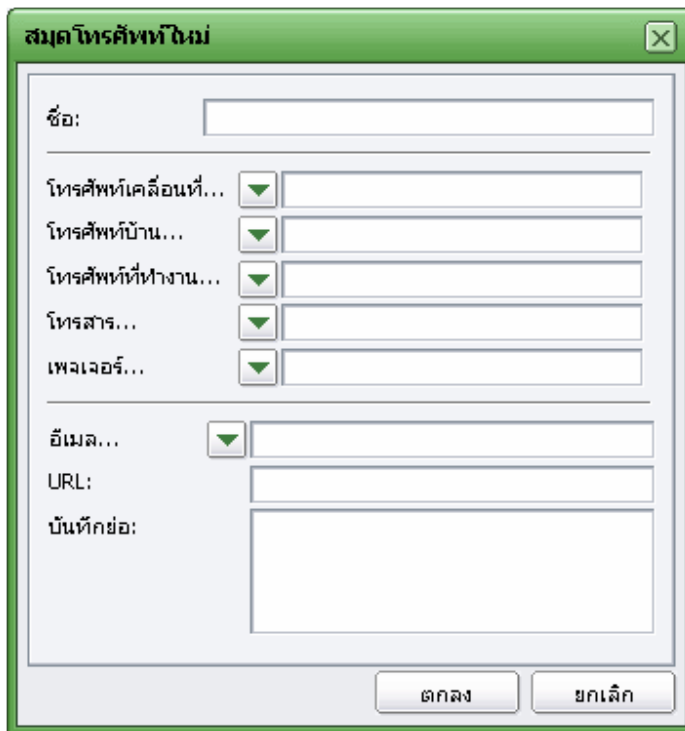 สมุดโทรศัพท์ใหม่
ชื่อ:
โทรศัพท์เคลื่อนที่...
โทรศัพท์บ้าน...
โทรศัพท์ที่ทำงาน...
โทรสาร...
เพจเจอร์...
อีเมล...
URL:
บันทึกย่อ:
ตกลง
ยกเลิก